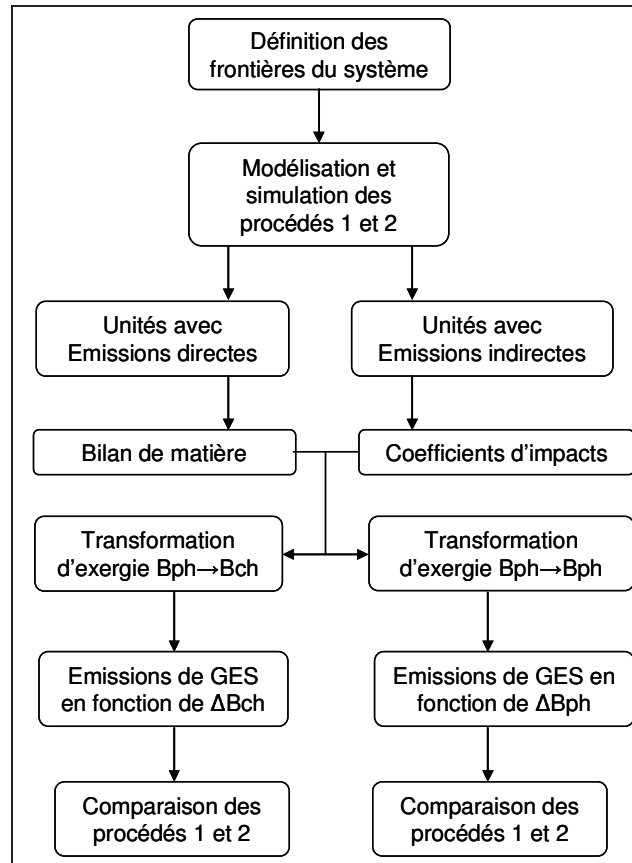 Définition des
frontières du système
Modélisation et
simulation des
procédés 1 et 2
Unités avec
Emissions directes
Unités avec
Emissions indirectes
Bilan de matière
Coefficients d'impacts
Transformation
d'exergie Bph→Bch
Transformation
d'exergie Bph→Bph
Emissions de GES
en fonction de ΔBch
Emissions de GES en
fonction de ΔBph
Comparaison des
procédés 1 et 2
Comparaison des
procédés 1 et 2